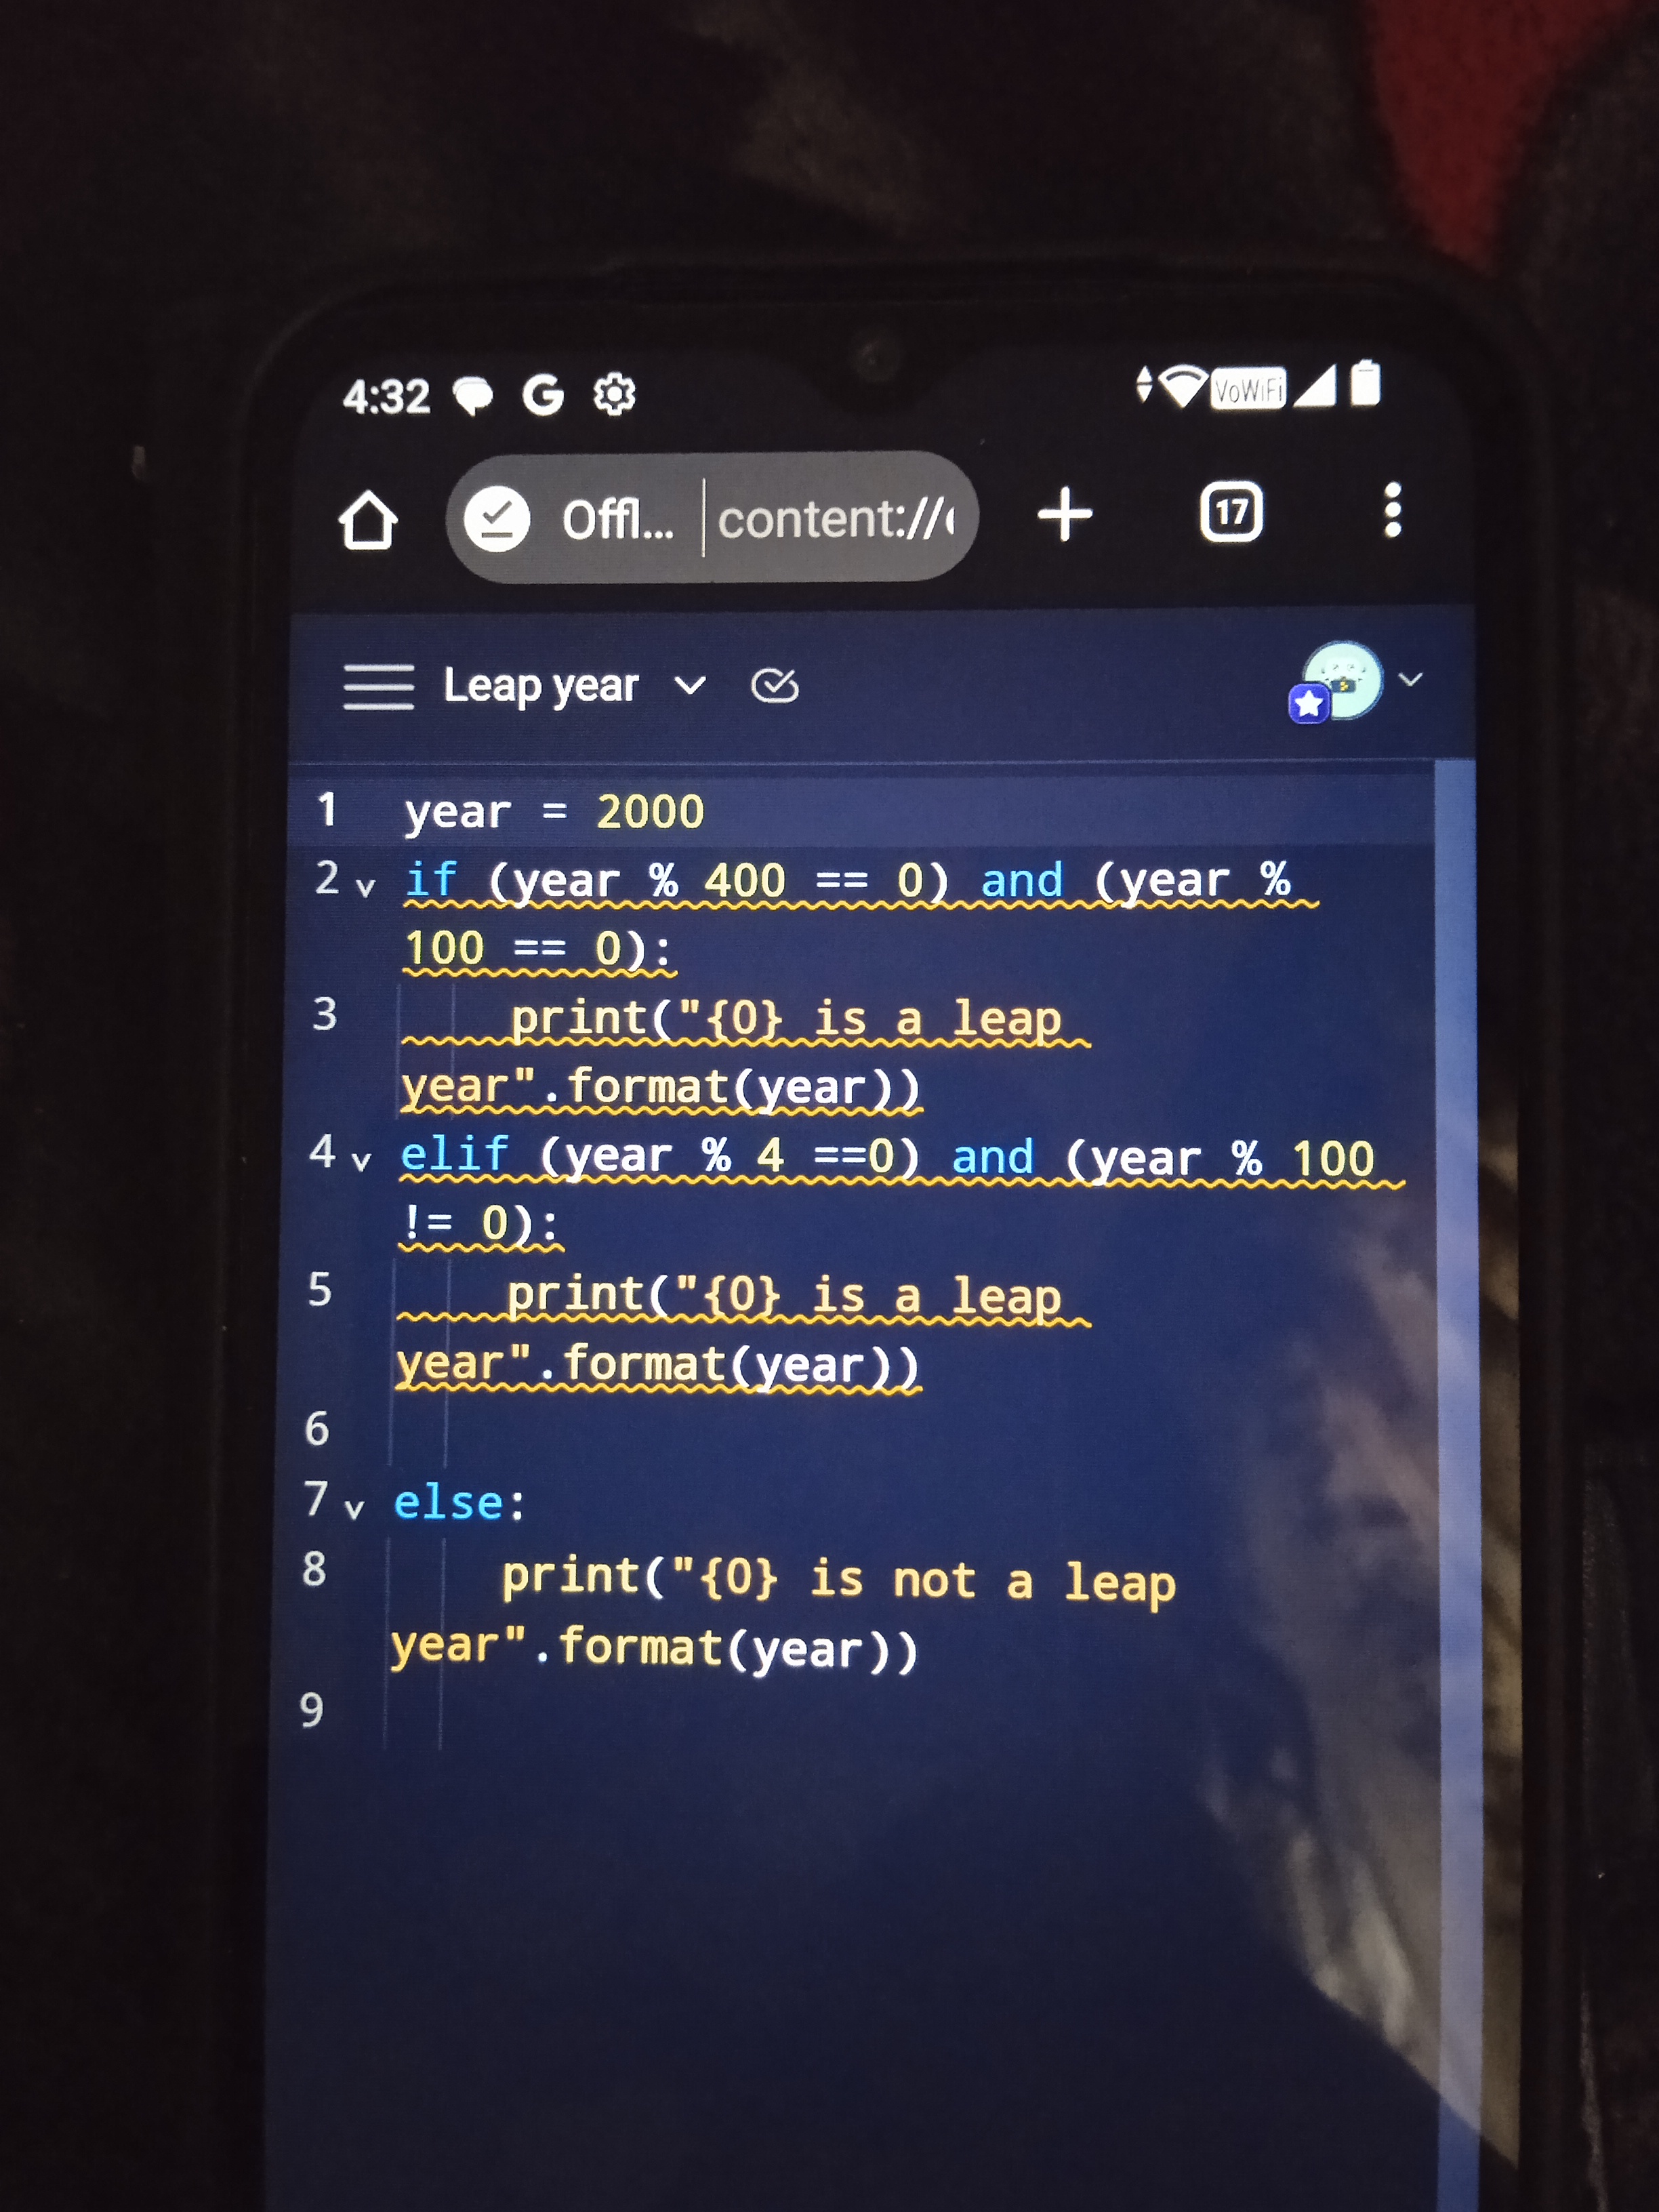 4:32 G VoWiFi
Offl... content://
17
Leap year
1 year = 2000
2 if (year % 400 == 0) and (year %
100 == 0):
3 print("{0} is a leap
year".format(year))
4 elif (year % 4 ==0) and (year % 100
!= 0):
5 print("{0} is a leap
year".format(year))
6
7 else:
8 print("{0} is not a leap
year".format(year))
9